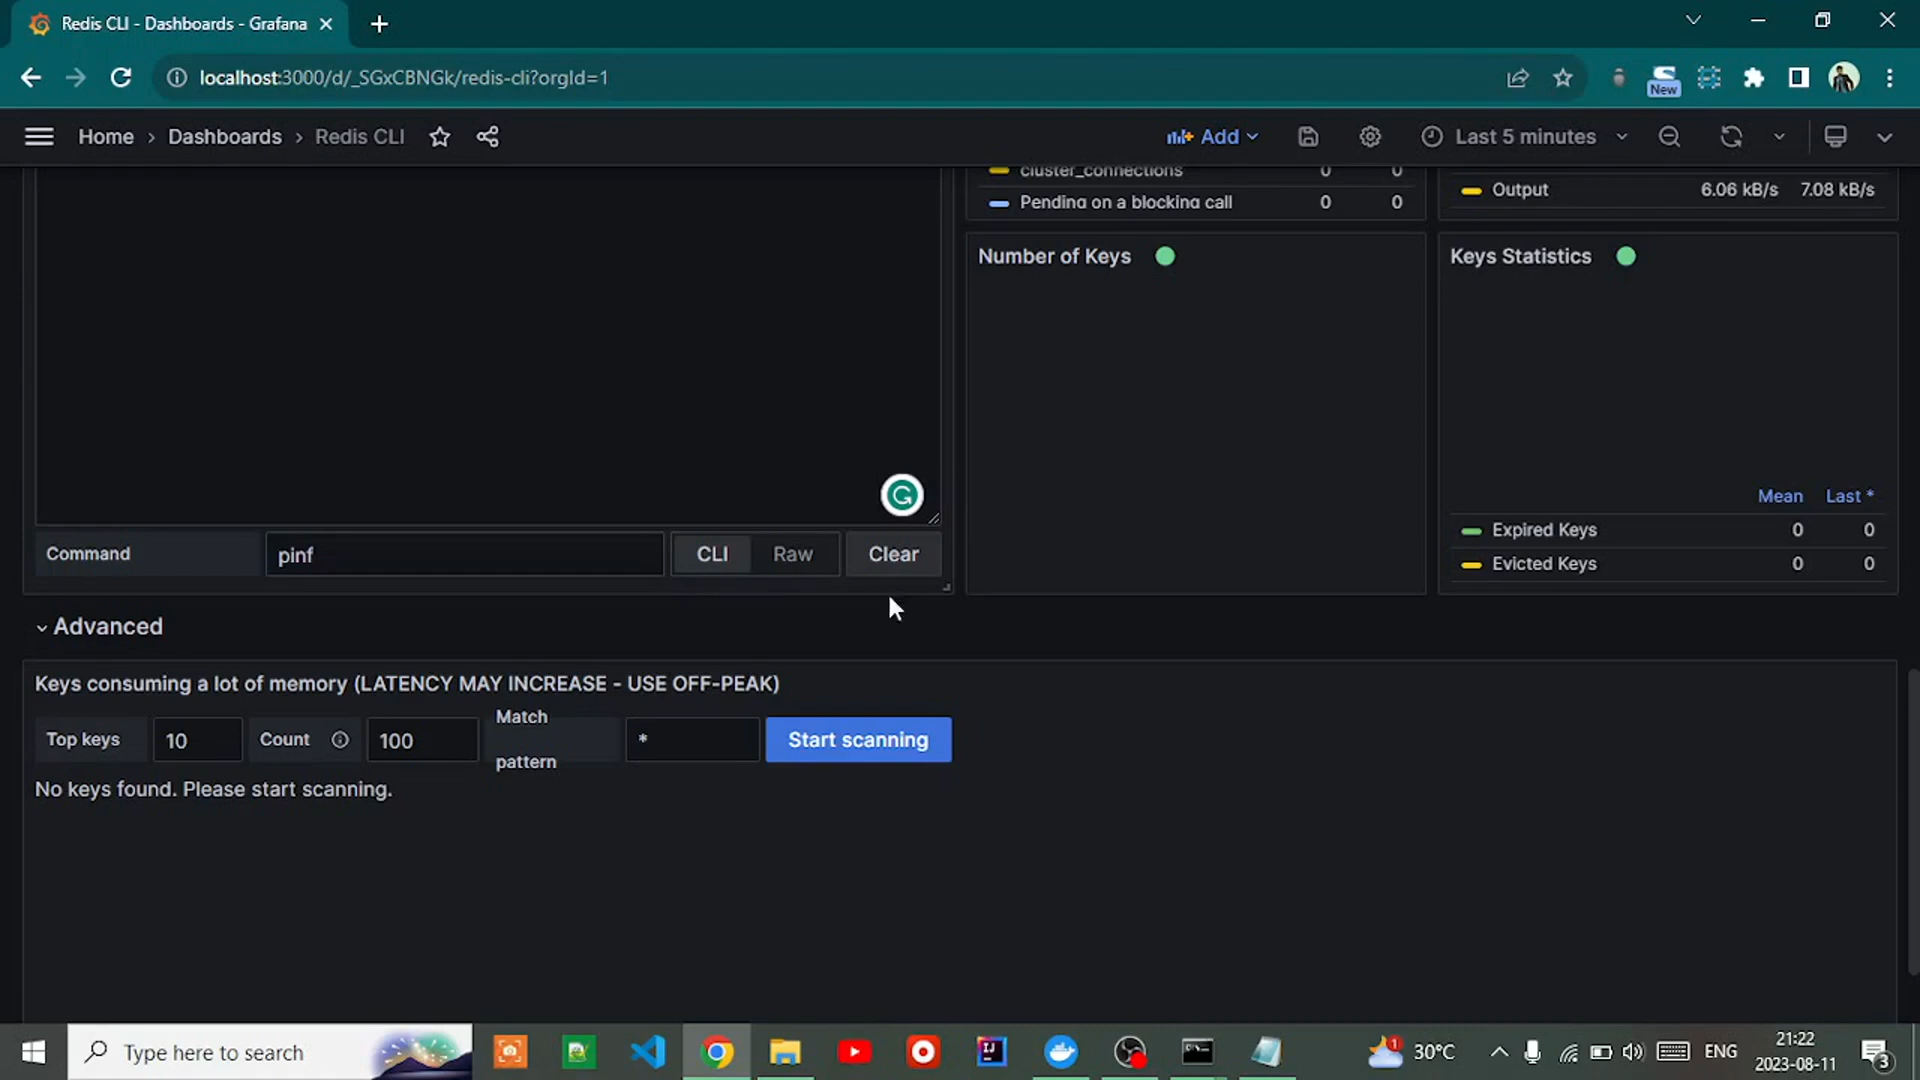 Redis CLI - Dashboards - Grafana
localhost:3000/d/_SGxCBNGk/redis-cli?orgId=1
New
Home › Dashboards › Redis CLI
Add
Last 5 minutes
cluster_connections 0 0
Pending on a blocking call 0 0
Output 6.06 kB/s 7.08 kB/s
Number of Keys
Keys Statistics
Mean Last *
Expired Keys 0 0
Evicted Keys 0 0
Command pinf CLI Raw Clear
Advanced
Keys consuming a lot of memory (LATENCY MAY INCREASE - USE OFF-PEAK)
Top keys 10 Count 100 Match pattern * Start scanning
No keys found. Please start scanning.
Type here to search
1
30°C
ENG
21:22
2023-08-11
3